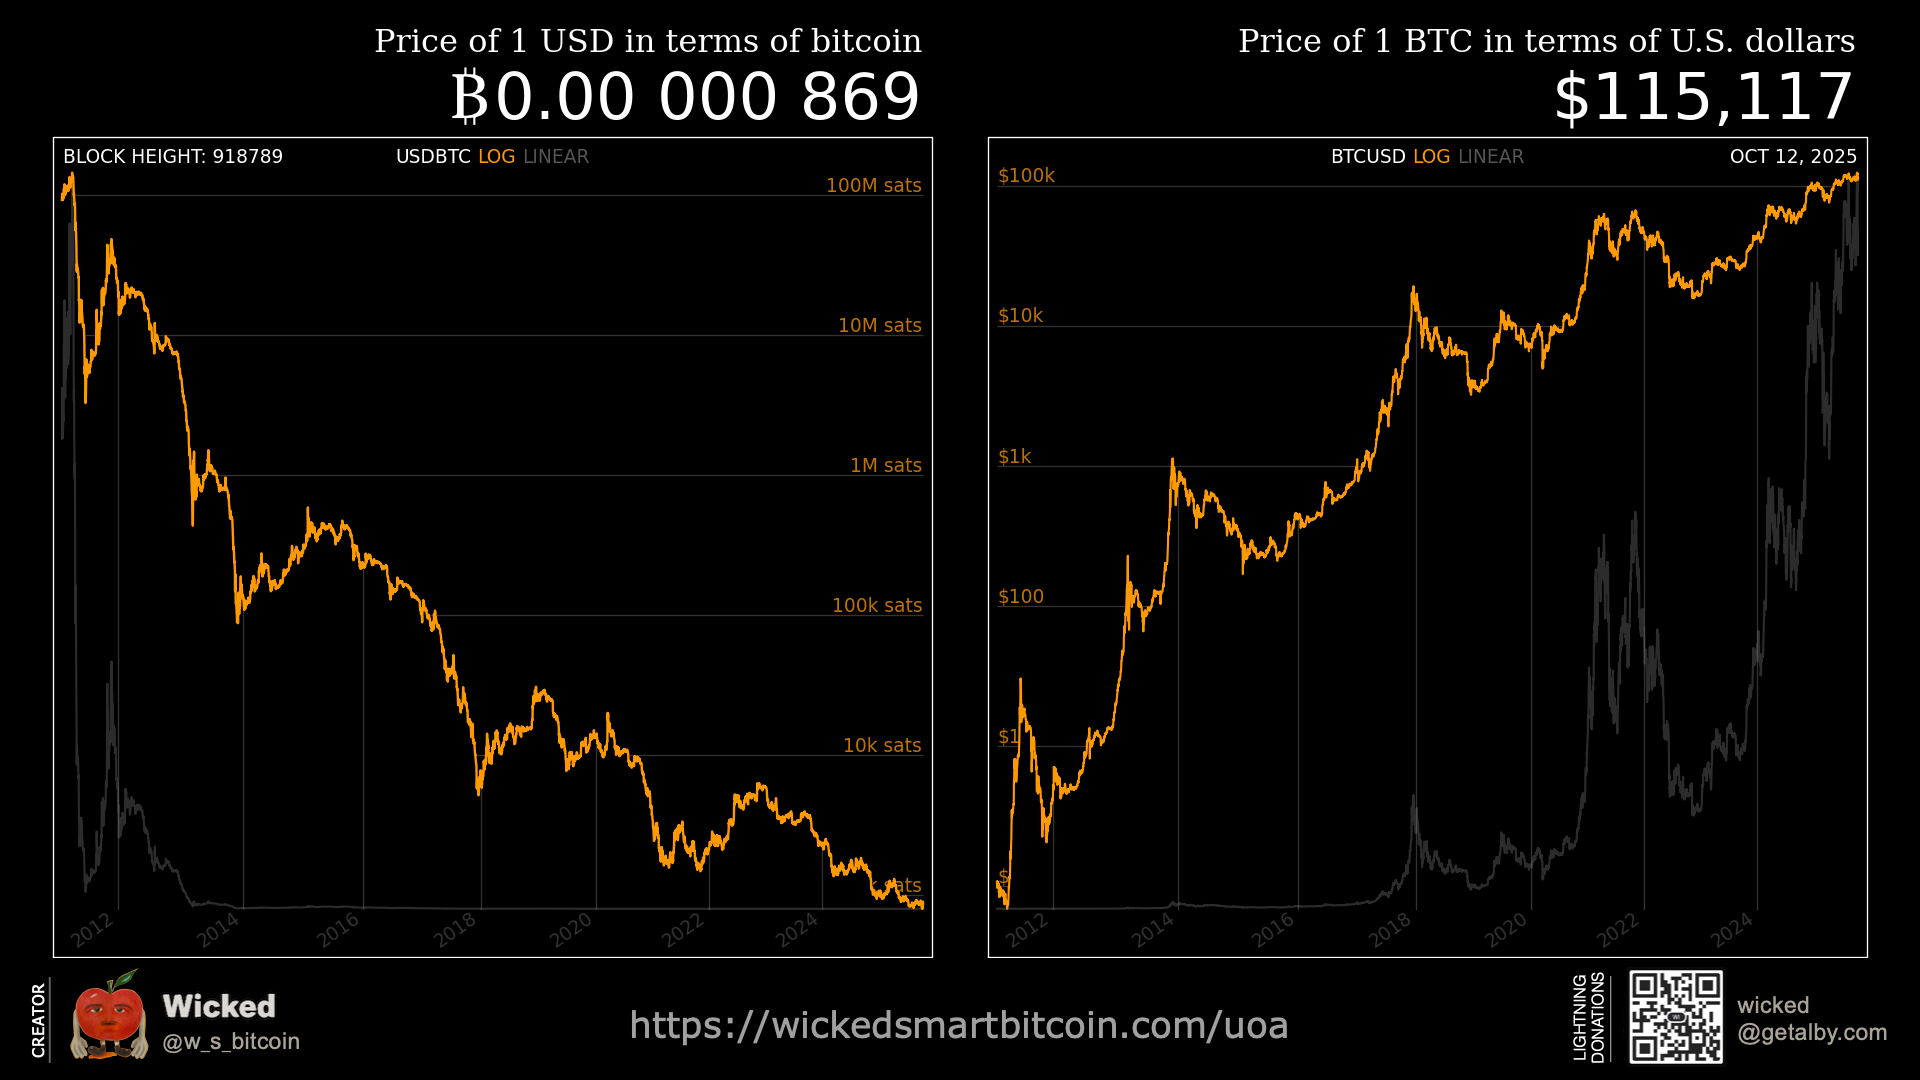 Price of 1 USD in terms of bitcoin
₿0.00 000 869
BLOCK HEIGHT: 918789
USDBTC LOG LINEAR
100M sats
10M sats
1M sats
100k sats
10k sats
k sats
2012
2014
2016
2018
2020
2022
2024
Price of 1 BTC in terms of U.S. dollars
$115,117
BTCUSD LOG LINEAR
OCT 12, 2025
$100k
$10k
$1k
$100
$1
$
2012
2014
2016
2018
2020
2022
2024
CREATOR
Wicked
@w_s_bitcoin
https://wickedsmartbitcoin.com/uoa
LIGHTNING
DONATIONS
wicked
@getalby.com